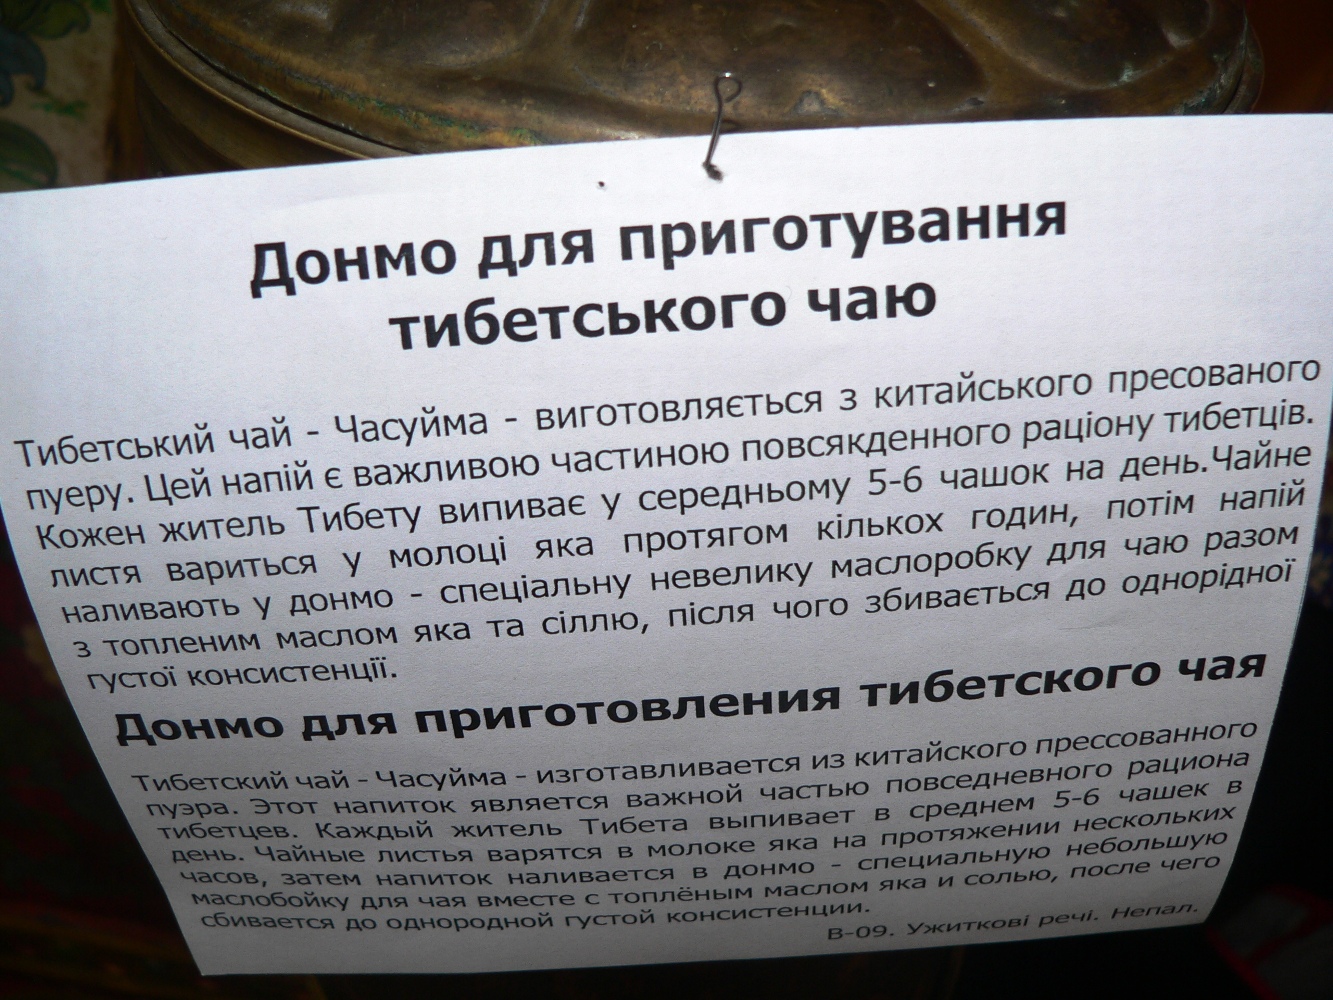 Донмо для приготування
тибетського чаю
Тибетський чай - Часуйма - виготовляється з китайського пресованого
пуеру. Цей напій є важливою частиною повсякденного раціону тибетців.
Кожен житель Тибету випиває у середньому 5-6 чашок на день.Чайне
листя вариться у молоці яка протягом кількох годин, потім напій
наливають у донмо - спеціальну невелику маслоробку для чаю разом
з топленим маслом яка та сіллю, після чого збивається до однорідної
густої консистенції.
Донмо для приготовления тибетского чая
Тибетский чай - Часуйма - изготавливается из китайского прессованного
пуэра. Этот напиток является важной частью повседневного рациона
тибетцев. Каждый житель Тибета выпивает в среднем 5-6 чашек в
день. Чайные листья варятся в молоке яка на протяжении нескольких
часов, затем напиток наливается в донмо - специальную небольшую
маслобойку для чая вместе с топлёным маслом яка и солью, после чего
сбивается до однородной густой консистенции.
В-09. Ужиткові речі. Непал.